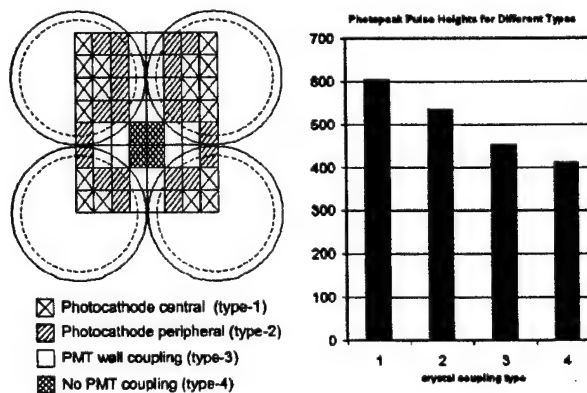 Photocathode central (type-1)
Photocathode peripheral (type-2)
PMT wall coupling (type-3)
No PMT coupling (type-4)
Photopeak Pulse Heights for Different Types
700
600
500
400
300
200
100
0
1 2 3 4
crystal coupling type